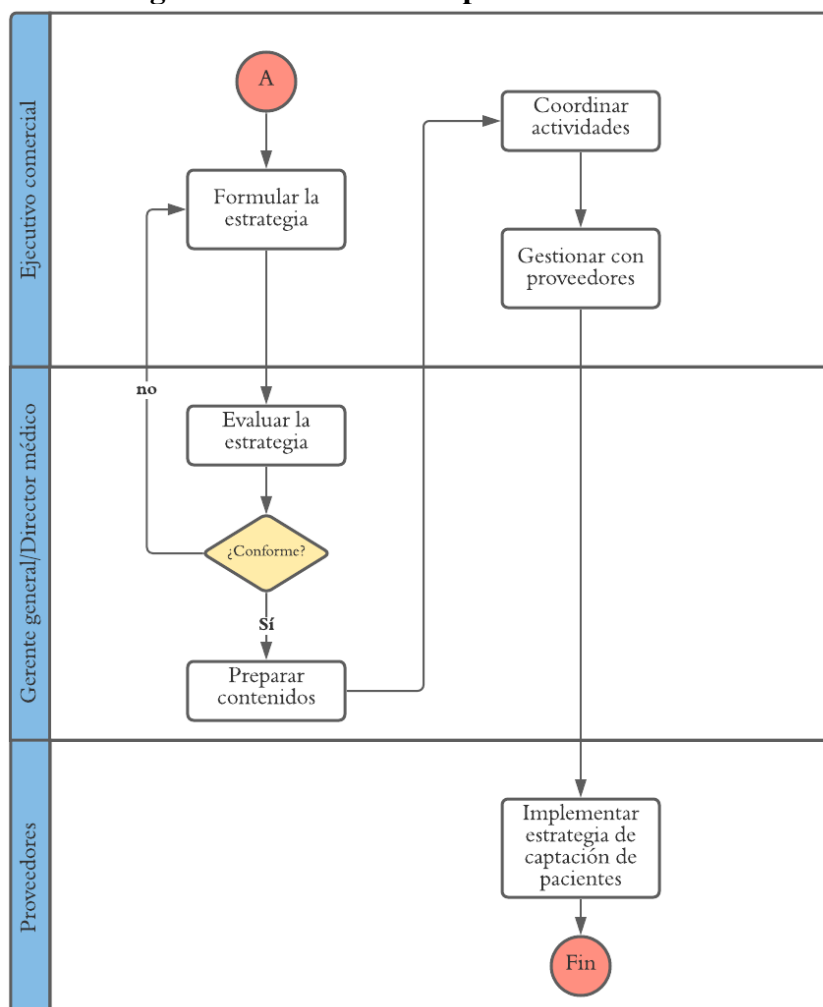 Ejecutivo comercial
A
Formular la
estrategia
Coordinar
actividades
Gestionar con
proveedores
Gerente general/Director médico
no
Evaluar la
estrategia
¿Conforme?
Sí
Preparar
contenidos
Proveedores
Implementar
estrategia de
captación de
pacientes
Fin